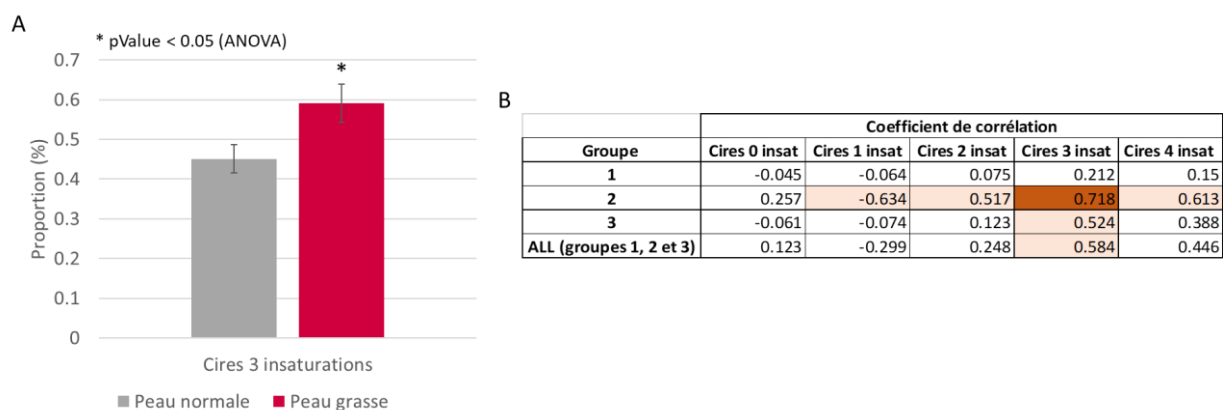 A
* pValue < 0.05 (ANOVA)
0.7
0.6
0.5
0.4
0.3
0.2
0.1
0
Proportion (%)
*
Cires 3 insaturations
Peau normale Peau grasse
B
Coefficient de corrélation
Groupe Cires 0 insat Cires 1 insat Cires 2 insat Cires 3 insat Cires 4 insat
1 -0.045 -0.064 0.075 0.212 0.15
2 0.257 -0.634 0.517 0.718 0.613
3 -0.061 -0.074 0.123 0.524 0.388
ALL (groupes 1, 2 et 3) 0.123 -0.299 0.248 0.584 0.446